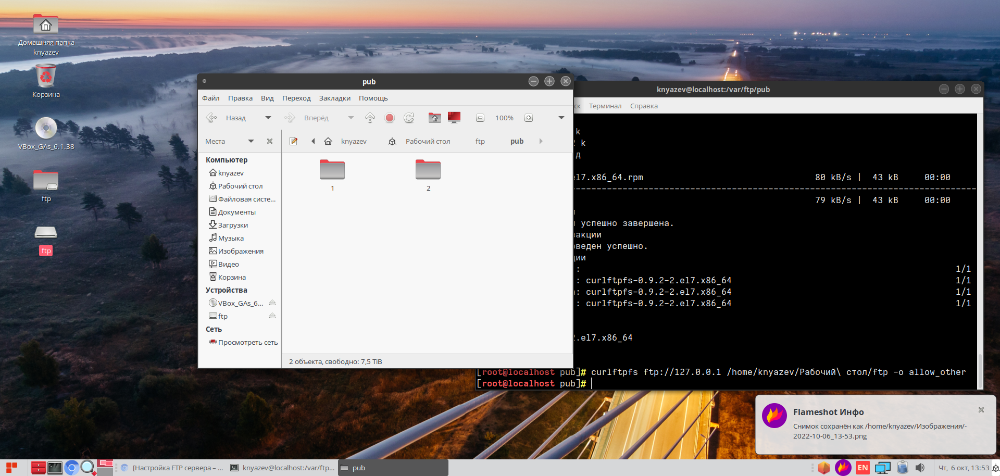 Домашняя папка
knyazev
Корзина
VBox_GAs_6.1.38
ftp
ftp
pub
Файл Правка Вид Переход Закладки Помощь
Назад Вперёд 100%
Места knyazev Рабочий стол ftp pub
Компьютер
knyazev
Рабочий стол
Файловая систе...
Документы
Загрузки
Музыка
Изображения
Видео
Корзина
Устройства
VBox_GAs_6...
ftp
Сеть
Просмотреть сеть
1 2
2 объекта, свободно: 7,5 TiB
knyazev@localhost:/var/ftp/pub
Терминал Справка
k
k
д
el7.x86_64.rpm 80 kB/s | 43 kB 00:00
--------------------------------------------------------------------------------
79 kB/s | 43 kB 00:00
успешно завершена.
: 1/1
: curlftpfs-0.9.2-2.el7.x86_64 1/1
: curlftpfs-0.9.2-2.el7.x86_64 1/1
: curlftpfs-0.9.2-2.el7.x86_64 1/1
.el7.x86_64
[root@localhost pub]# curlftpfs ftp://127.0.0.1 /home/knyazev/Рабочий\ стол/ftp -o allow_other
[root@localhost pub]#
Flameshot Инфо
Снимок сохранён как /home/knyazev/Изображения/-
2022-10-06_13-53.png
[Настройка FTP сервера – ... knyazev@localhost:/var/ftp... pub EN Чт, 6 окт, 13:53